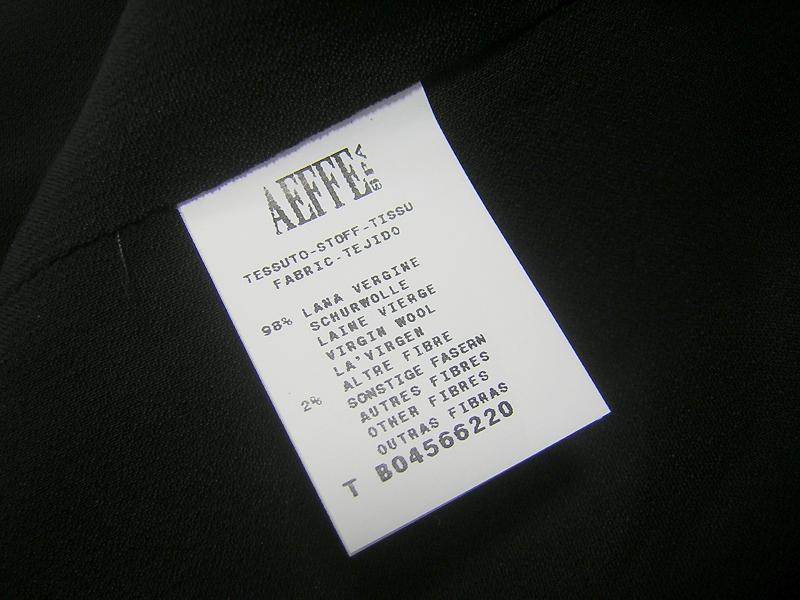 AEFFE SPA
TESSUTO-STOFF-TISSU
FABRIC-TEJIDO
98% LANA VERGINE
SCHURWOLLE
LAINE VIERGE
VIRGIN WOOL
LA'VIRGEN
2% ALTRE FIBRE
SONSTIGE FASERN
AUTRES FIBRES
OTHER FIBRES
OUTRAS FIBRAS
T B04566220